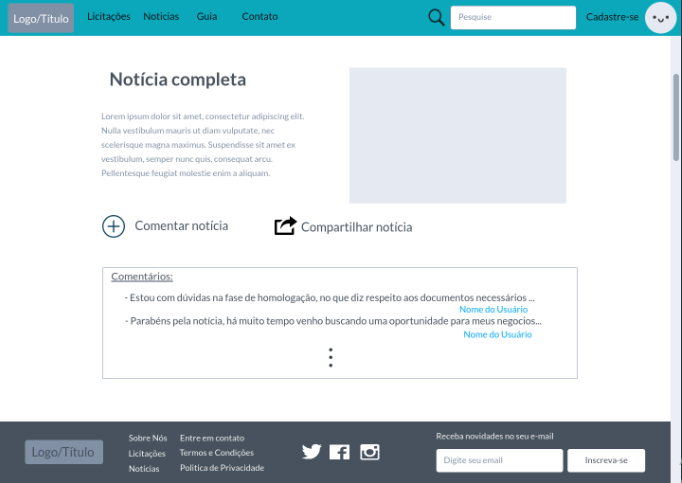 Logo/Título
Licitações Noticias Guia Contato
Pesquise
Cadastre-se
Notícia completa
Lorem ipsum dolor sit amet, consectetur adipiscing elit.
Nulla vestibulum mauris ut diam vulputate, nec
scelerisque magna maximus. Suspendisse sit amet ex
vestibulum, semper nunc quis, consequat arcu.
Pellentesque feugiat molestie enim a aliquam.
Comentar notícia
Compartilhar notícia
Comentários:
- Estou com dúvidas na fase de homologação, no que diz respeito aos documentos necessários ...
Nome do Usuário
- Parabéns pela notícia, há muito tempo venho buscando uma oportunidade para meus negocios...
Nome do Usuário
Logo/Título
Sobre Nós
Licitações
Notícias
Entre em contato
Termos e Condições
Politica de Privacidade
Receba novidades no seu e-mail
Digite seu email
Inscreva-se